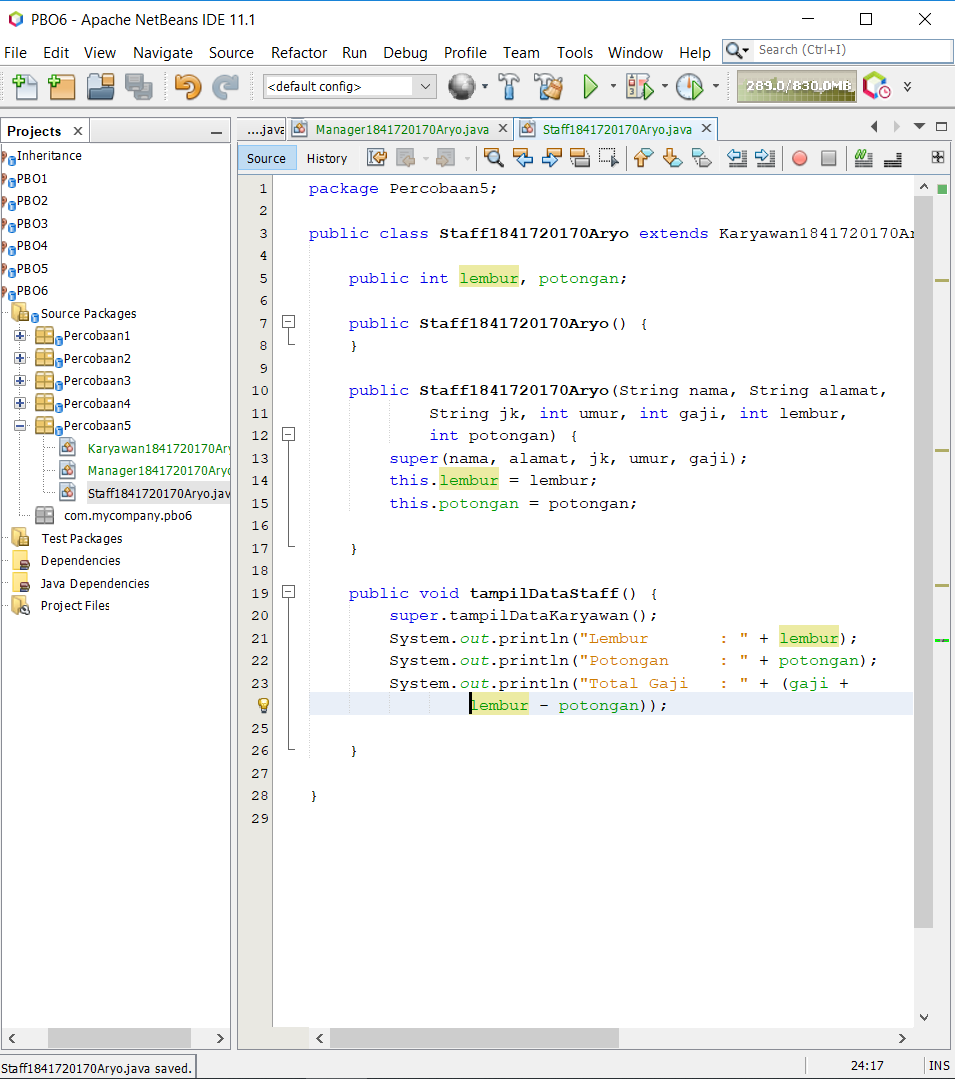 PBO6 - Apache NetBeans IDE 11.1
File Edit View Navigate Source Refactor Run Debug Profile Team Tools Window Help
Search (Ctrl+I)
<default config>
289.0/830.0MB
Projects
....java
Manager1841720170Aryo.java
Staff1841720170Aryo.java
Inheritance
PBO1
PBO2
PBO3
PBO4
PBO5
PBO6
Source Packages
Percobaan1
Percobaan2
Percobaan3
Percobaan4
Percobaan5
Karyawan1841720170Ary
Manager1841720170Aryo
Staff1841720170Aryo.jav
com.mycompany.pbo6
Test Packages
Dependencies
Java Dependencies
Project Files
Source History
1 package Percobaan5;
2
3 public class Staff1841720170Aryo extends Karyawan1841720170Ar
4
5     public int lembur, potongan;
6
7     public Staff1841720170Aryo() {
8     }
9
10     public Staff1841720170Aryo(String nama, String alamat,
11             String jk, int umur, int gaji, int lembur,
12             int potongan) {
13         super(nama, alamat, jk, umur, gaji);
14         this.lembur = lembur;
15         this.potongan = potongan;
16
17     }
18
19     public void tampilDataStaff() {
20         super.tampilDataKaryawan();
21         System.out.println("Lembur       : " + lembur);
22         System.out.println("Potongan     : " + potongan);
23         System.out.println("Total Gaji   : " + (gaji +
                lembur - potongan));
25
26     }
27
28 }
29
Staff1841720170Aryo.java saved.
24:17
INS